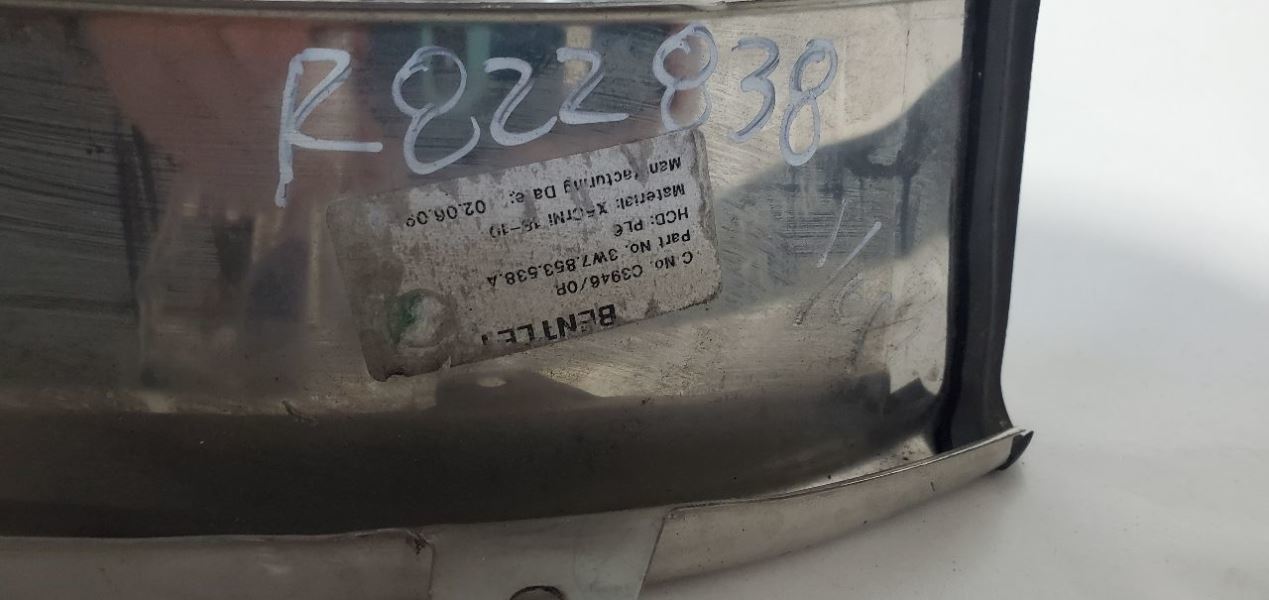 R822838
BENTLEY
C No. C3946/0P
Part No. 3W7.853.538.A
HCD: PL6
Material: X5CrNi 18-10
Manufacturing Date: 02.06.09